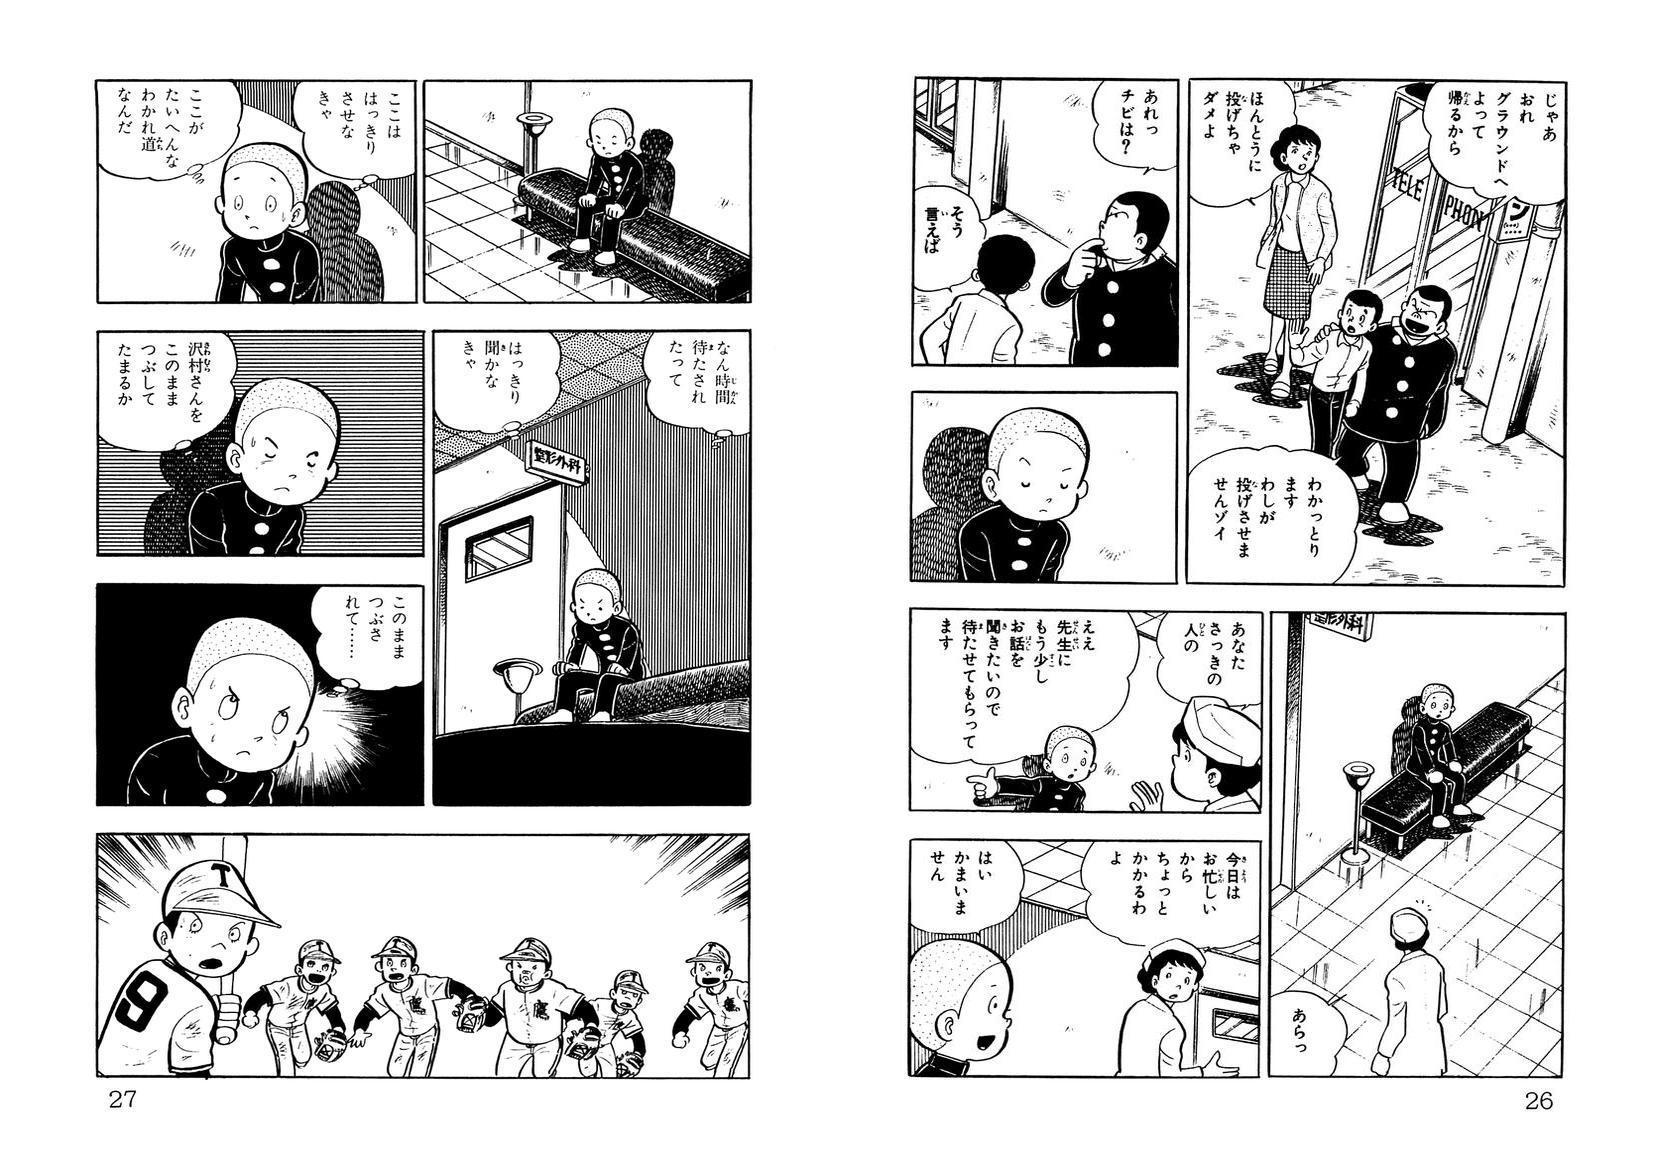 じゃあ
おれ
グラウンドへ
よって
帰るから
ほんとうに
投げちゃ
ダメよ
TELEPHON
ン
わかっとり
ます
わしが
投げさせま
せんゾイ
あれっ
チビは？
そう
言えば
整形外科
あらっ
あなた
さっきの
人の
ええ
先生に
もう少し
お話を
聞きたいので
待たせてもらって
ます
今日は
お忙しい
から
ちょっと
かかるわ
よ
はい
かまいま
せん
26
ここは
はっきり
させな
きゃ
ここが
たいへんな
わかれ道
なんだ
なん時間
待たされ
たって
はっきり
聞かな
きゃ
整形外科
沢村さんを
このまま
つぶして
たまるか
このまま
つぶさ
れて……
T
9
27